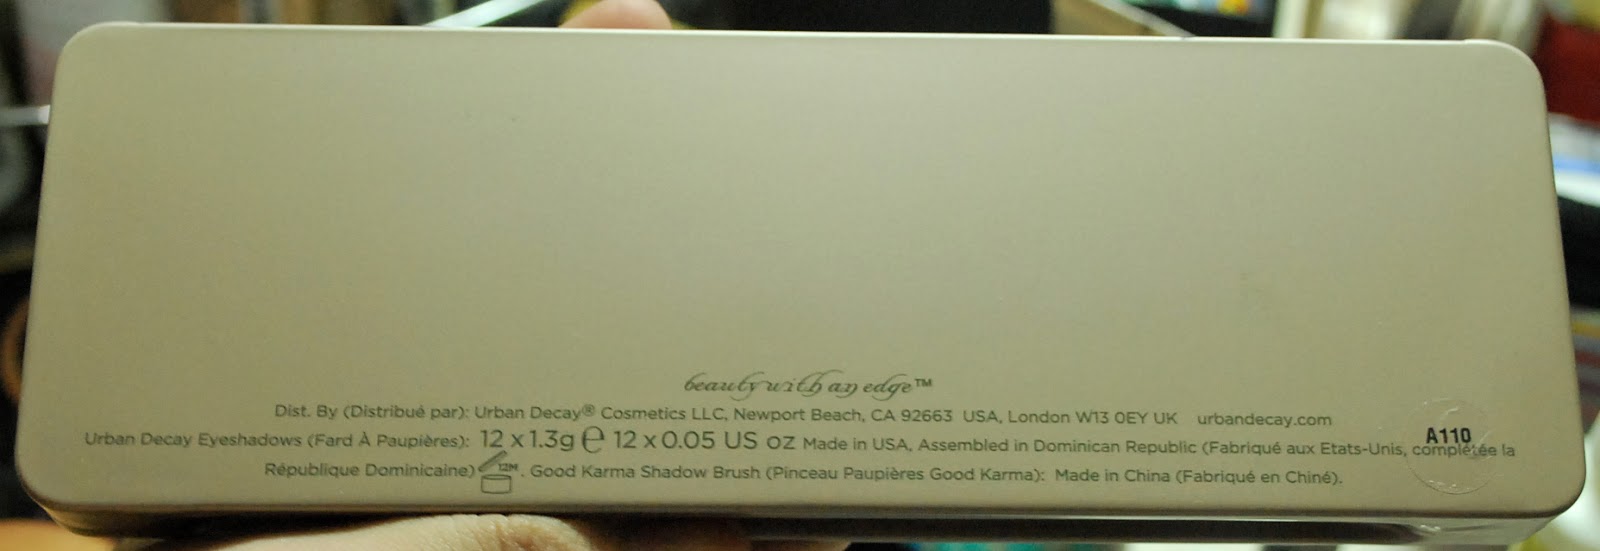 beauty with an edge™
Dist. By (Distribué par): Urban Decay® Cosmetics LLC, Newport Beach, CA 92663 USA, London W13 0EY UK urbandecay.com
Urban Decay Eyeshadows (Fard À Paupières): 12 x 1.3g ℮ 12 x 0.05 US oz Made in USA, Assembled in Dominican Republic (Fabriqué aux Etats-Unis, complétée la
A110
République Dominicaine) 12M . Good Karma Shadow Brush (Pinceau Paupières Good Karma): Made in China (Fabriqué en Chiné).